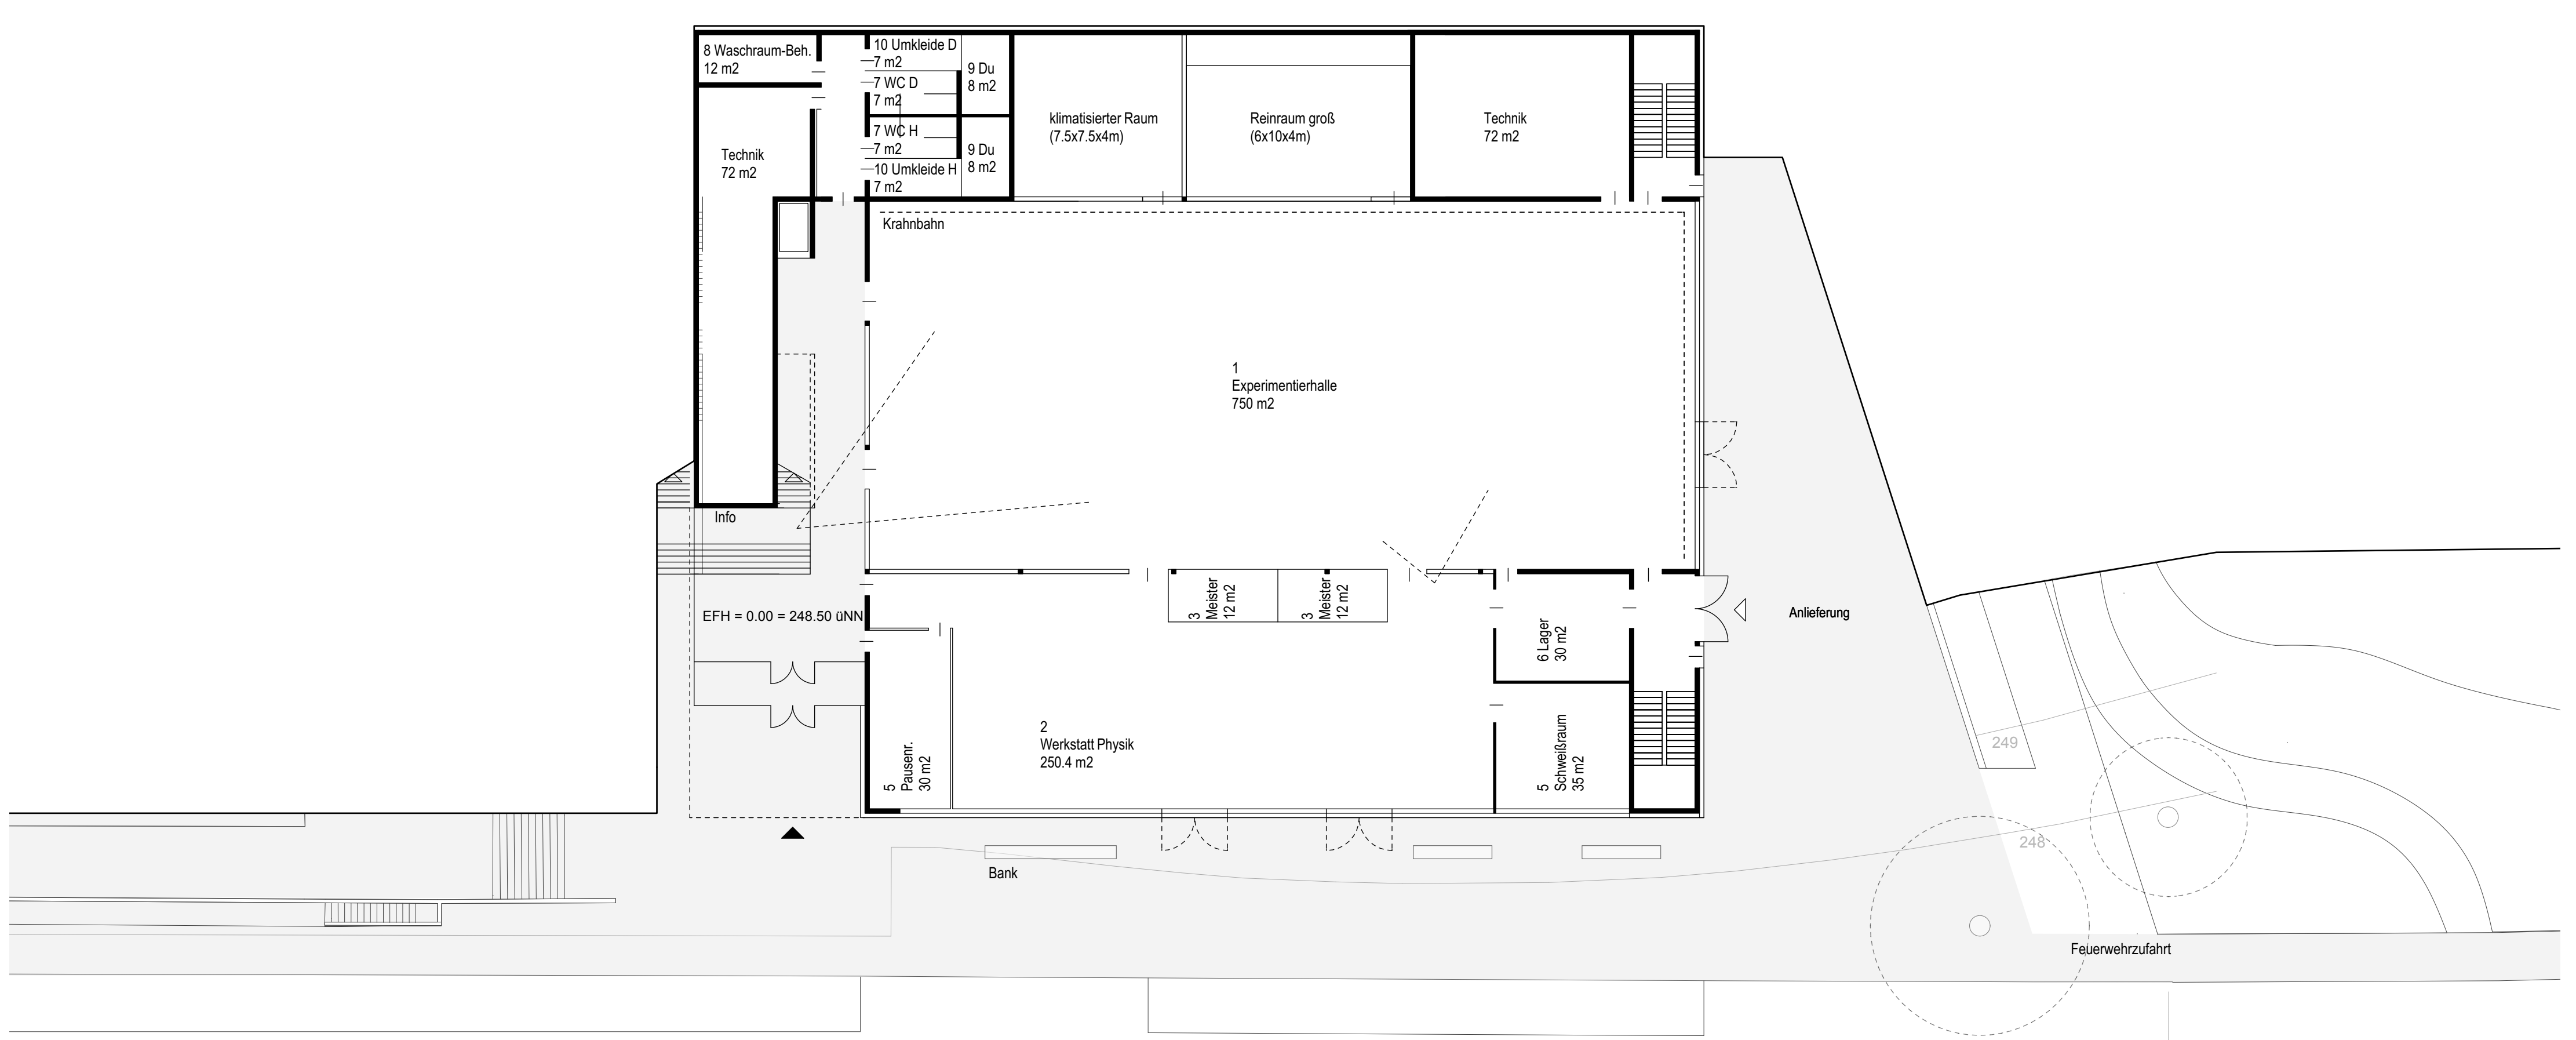 8 Waschraum-Beh.
12 m2
10 Umkleide D
7 m2
7 WC D
7 m2
9 Du
8 m2
7 WC H
7 m2
10 Umkleide H
7 m2
9 Du
8 m2
klimatisierter Raum
(7.5x7.5x4m)
Reinraum groß
(6x10x4m)
Technik
72 m2
Technik
72 m2
Krahnbahn
1
Experimentierhalle
750 m2
Info
EFH = 0.00 = 248.50 üNN
3
Meister
12 m2
3
Meister
12 m2
6 Lager
30 m2
Anlieferung
5
Pausenr.
30 m2
2
Werkstatt Physik
250.4 m2
5
Schweißraum
35 m2
249
248
Bank
Feuerwehrzufahrt